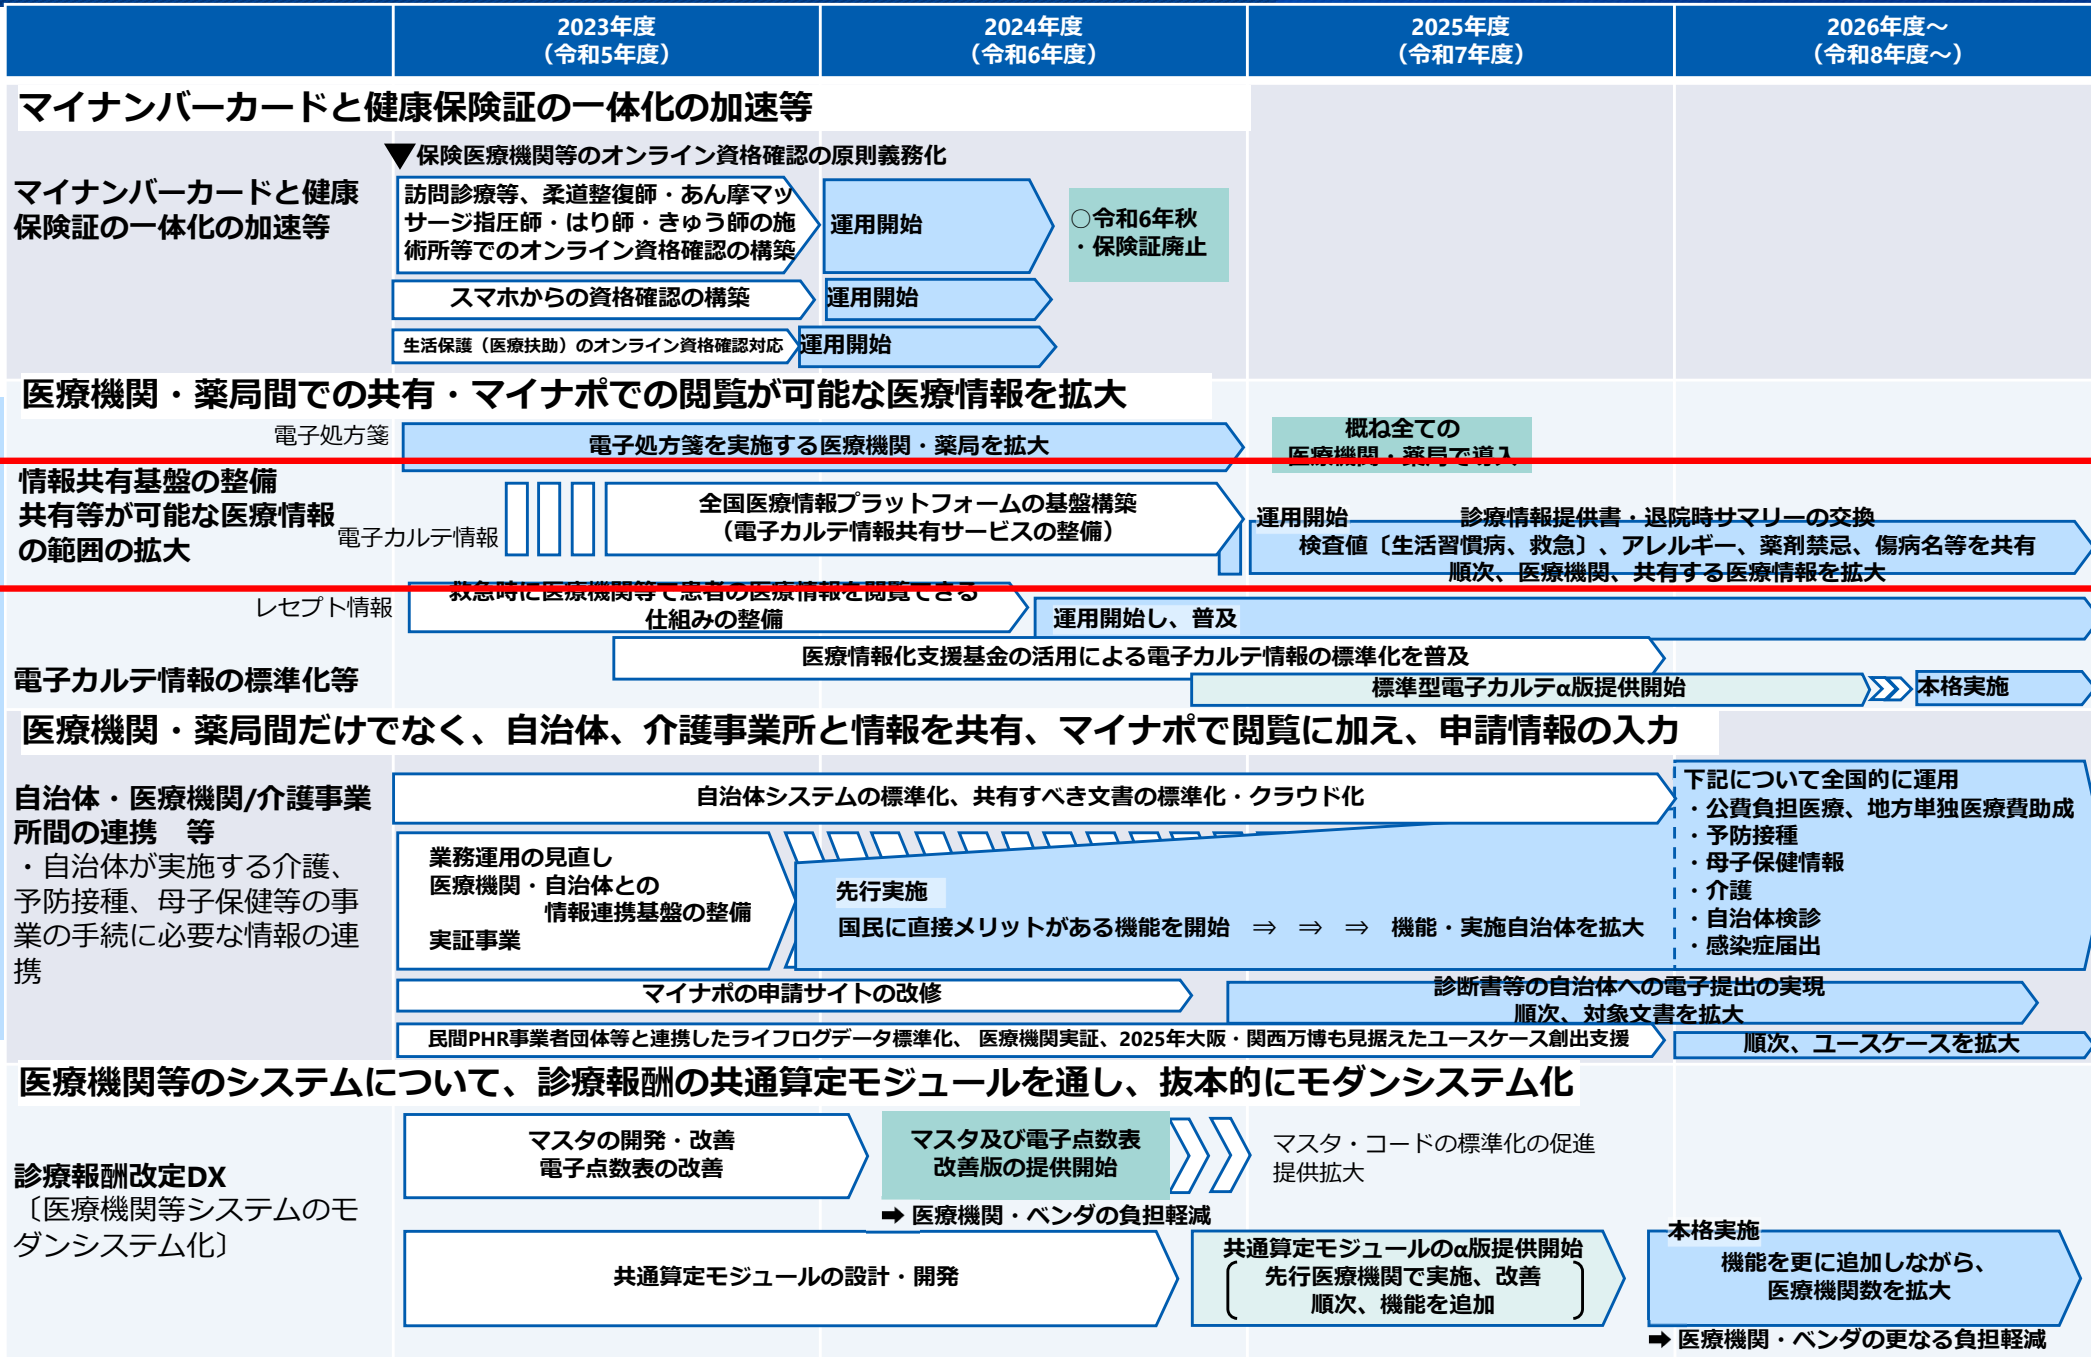 2023年度
（令和5年度）
2024年度
（令和6年度）
2025年度
（令和7年度）
2026年度～
（令和8年度～）
マイナンバーカードと健康保険証の一体化の加速等
▼保険医療機関等のオンライン資格確認の原則義務化
マイナンバーカードと健康
保険証の一体化の加速等
訪問診療等、柔道整復師・あん摩マッ
サージ指圧師・はり師・きゅう師の施
術所等でのオンライン資格確認の構築
運用開始
○令和6年秋
・保険証廃止
スマホからの資格確認の構築
運用開始
生活保護（医療扶助）のオンライン資格確認対応
運用開始
医療機関・薬局間での共有・マイナポでの閲覧が可能な医療情報を拡大
電子処方箋
電子処方箋を実施する医療機関・薬局を拡大
概ね全ての
医療機関・薬局で導入
情報共有基盤の整備
共有等が可能な医療情報
の範囲の拡大
電子カルテ情報
全国医療情報プラットフォームの基盤構築
（電子カルテ情報共有サービスの整備）
運用開始
診療情報提供書・退院時サマリーの交換
検査値〔生活習慣病、救急〕、アレルギー、薬剤禁忌、傷病名等を共有
順次、医療機関、共有する医療情報を拡大
レセプト情報
救急時に医療機関等で患者の医療情報を閲覧できる
仕組みの整備
運用開始し、普及
電子カルテ情報の標準化等
医療情報化支援基金の活用による電子カルテ情報の標準化を普及
標準型電子カルテα版提供開始
本格実施
医療機関・薬局間だけでなく、自治体、介護事業所と情報を共有、マイナポで閲覧に加え、申請情報の入力
自治体・医療機関/介護事業
所間の連携　等
・自治体が実施する介護、
予防接種、母子保健等の事
業の手続に必要な情報の連
携
自治体システムの標準化、共有すべき文書の標準化・クラウド化
業務運用の見直し
医療機関・自治体との
情報連携基盤の整備
実証事業
先行実施
国民に直接メリットがある機能を開始　⇒　⇒　⇒　機能・実施自治体を拡大
下記について全国的に運用
・公費負担医療、地方単独医療費助成
・予防接種
・母子保健情報
・介護
・自治体検診
・感染症届出
マイナポの申請サイトの改修
診断書等の自治体への電子提出の実現
順次、対象文書を拡大
民間PHR事業者団体等と連携したライフログデータ標準化、 医療機関実証、2025年大阪・関西万博も見据えたユースケース創出支援
順次、ユースケースを拡大
医療機関等のシステムについて、診療報酬の共通算定モジュールを通し、抜本的にモダンシステム化
診療報酬改定DX
〔医療機関等システムのモ
ダンシステム化〕
マスタの開発・改善
電子点数表の改善
マスタ及び電子点数表
改善版の提供開始
マスタ・コードの標準化の促進
提供拡大
➡ 医療機関・ベンダの負担軽減
共通算定モジュールの設計・開発
共通算定モジュールのα版提供開始
先行医療機関で実施、改善
順次、機能を追加
本格実施
機能を更に追加しながら、
医療機関数を拡大
➡ 医療機関・ベンダの更なる負担軽減